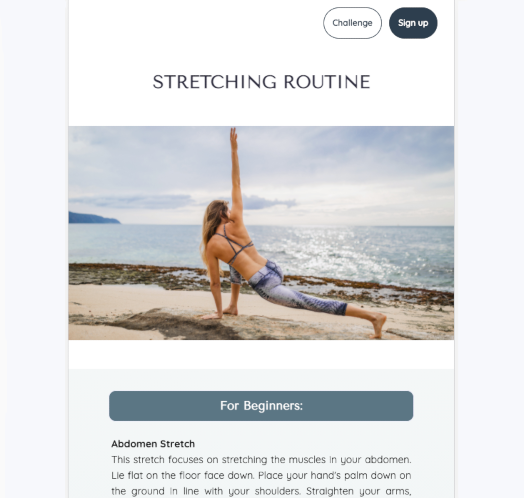 Challenge
Sign up
STRETCHING ROUTINE
For Beginners:
Abdomen Stretch
This stretch focuses on stretching the muscles in your abdomen.
Lie flat on the floor face down. Place your hand's palm down on
the ground in line with your shoulders. Straighten your arms,